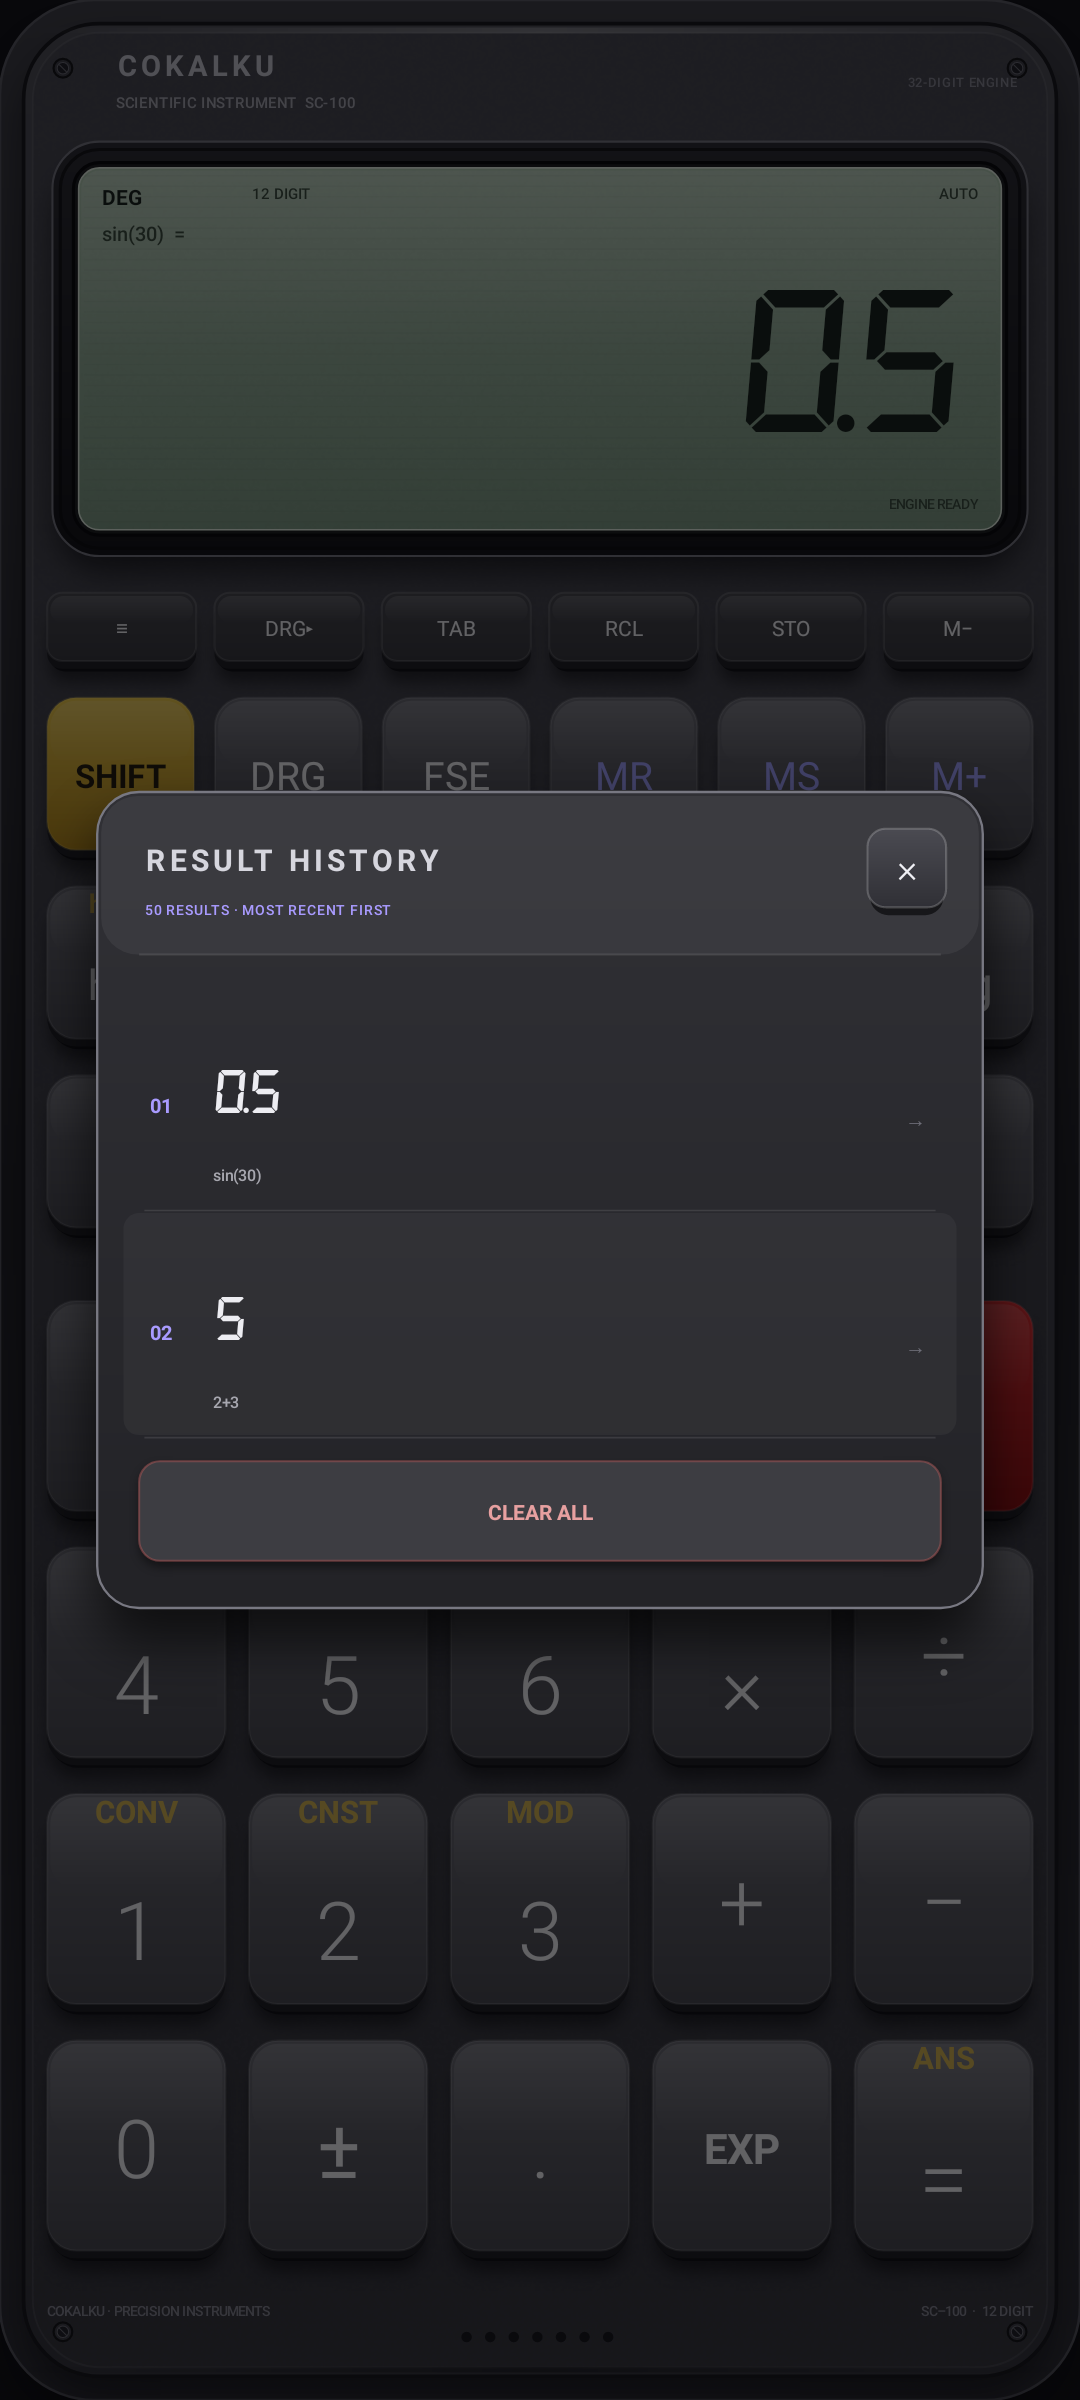 COKALKU
SCIENTIFIC INSTRUMENT SC-100
32-DIGIT ENGINE
DEG 12 DIGIT AUTO
sin(30) =
0.5
ENGINE READY
≡ DRG▸ TAB RCL STO M−
SHIFT DRG FSE MR MS M+
RESULT HISTORY
×
50 RESULTS · MOST RECENT FIRST
01 0.5 →
sin(30)
02 5 →
2+3
CLEAR ALL
4 5 6 × ÷
CONV CNST MOD
1 2 3 + −
ANS
0 ± . EXP =
COKALKU · PRECISION INSTRUMENTS
SC-100 · 12 DIGIT